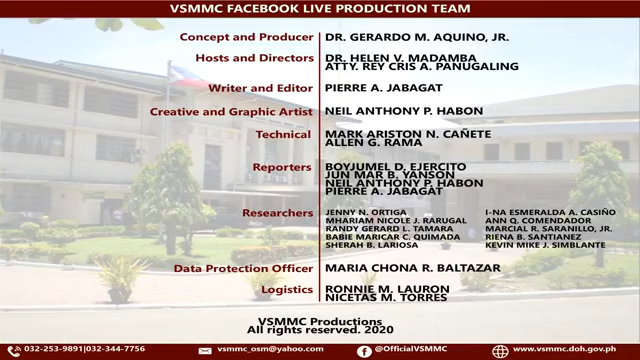 VSMMC FACEBOOK LIVE PRODUCTION TEAM
Concept and Producer DR. GERARDO M. AQUINO, JR.
Hosts and Directors DR. HELEN V. MADAMBA
ATTY. REY CRIS A. PANUGALING
Writer and Editor PIERRE A. JABAGAT
Creative and Graphic Artist NEIL ANTHONY P. HABON
Technical MARK ARISTON N. CAÑETE
ALLEN G. RAMA
Reporters BOYJUMEL D. EJERCITO
JUN MAR B. YANSON
NEIL ANTHONY P. HABON
PIERRE A. JABAGAT
Researchers JENNY N. ORTIGA I-NA ESMERALDA A. CASIÑO
MHARIAM NICOLE J. RARUGAL ANN Q. COMENDADOR
RANDY GERARD L. TAMARA MARCIAL R. SARANILLO, JR.
BABIE MARICAR C. QUIMADA RIENA B. SANTIANEZ
SHERAH B. LARIOSA KEVIN MIKE J. SIMBLANTE
Data Protection Officer MARIA CHONA R. BALTAZAR
Logistics RONNIE M. LAURON
NICETAS M. TORRES
VSMMC Productions
All rights reserved. 2020
032-253-9891|032-344-7756 vsmmc_osm@yahoo.com @OfficialVSMMC www.vsmmc.doh.gov.ph